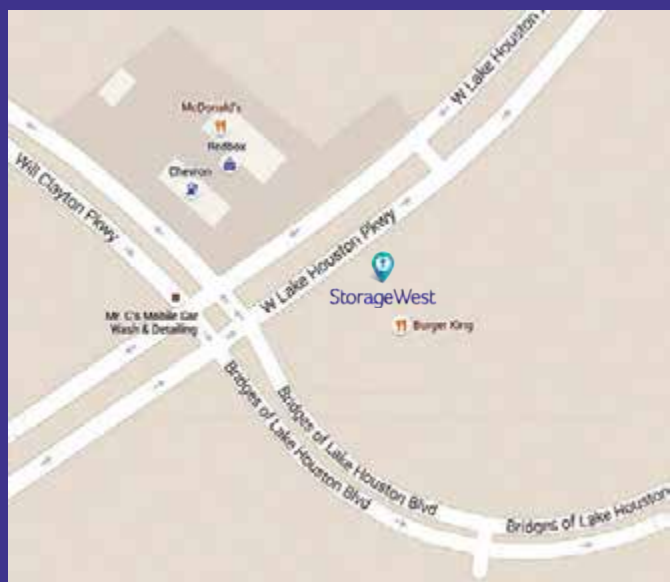 W Lake Houston
McDonald's
Redbox
Chevron
Will Clayton Pkwy
W Lake Houston Pkwy
StorageWest
Mr. C's Mobile Car
Wash & Detailing
Burger King
Bridges of Lake Houston Blvd
Bridges of Lake Houston Blvd
Bridges of Lake Houston